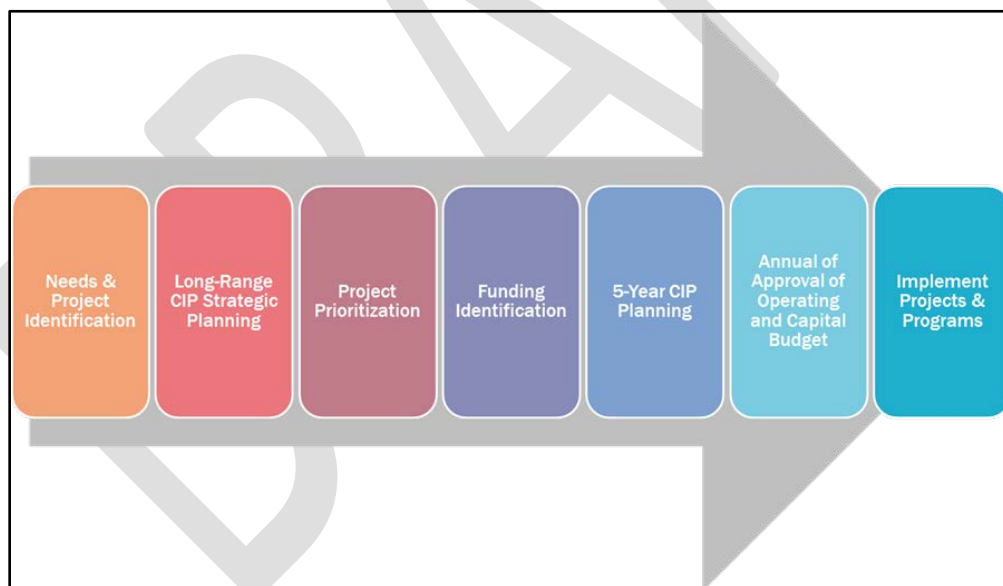 Needs &
Project
Identification
Long-Range
CIP Strategic
Planning
Project
Prioritization
Funding
Identification
5-Year CIP
Planning
Annual of
Approval of
Operating
and Capital
Budget
Implement
Projects &
Programs